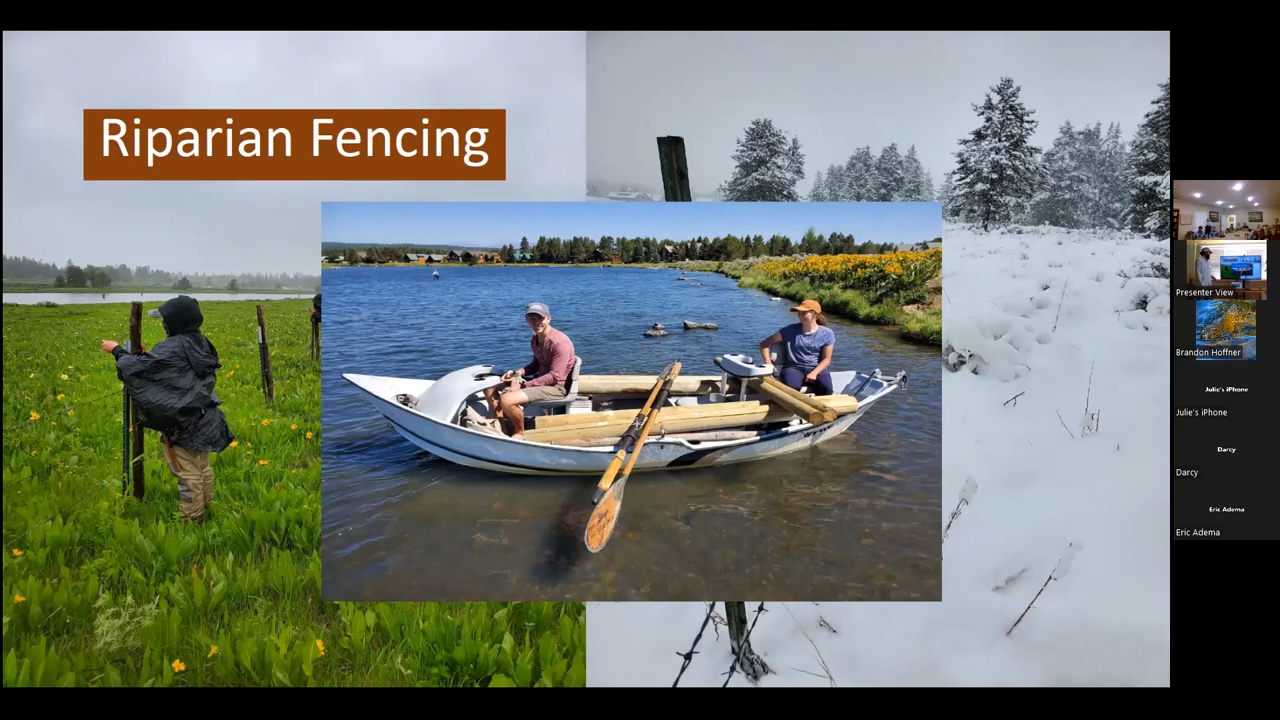 Riparian Fencing
Presenter View
Brandon Hoffner
Julie's iPhone
Julie's iPhone
Darcy
Darcy
Eric Adema
Eric Adema